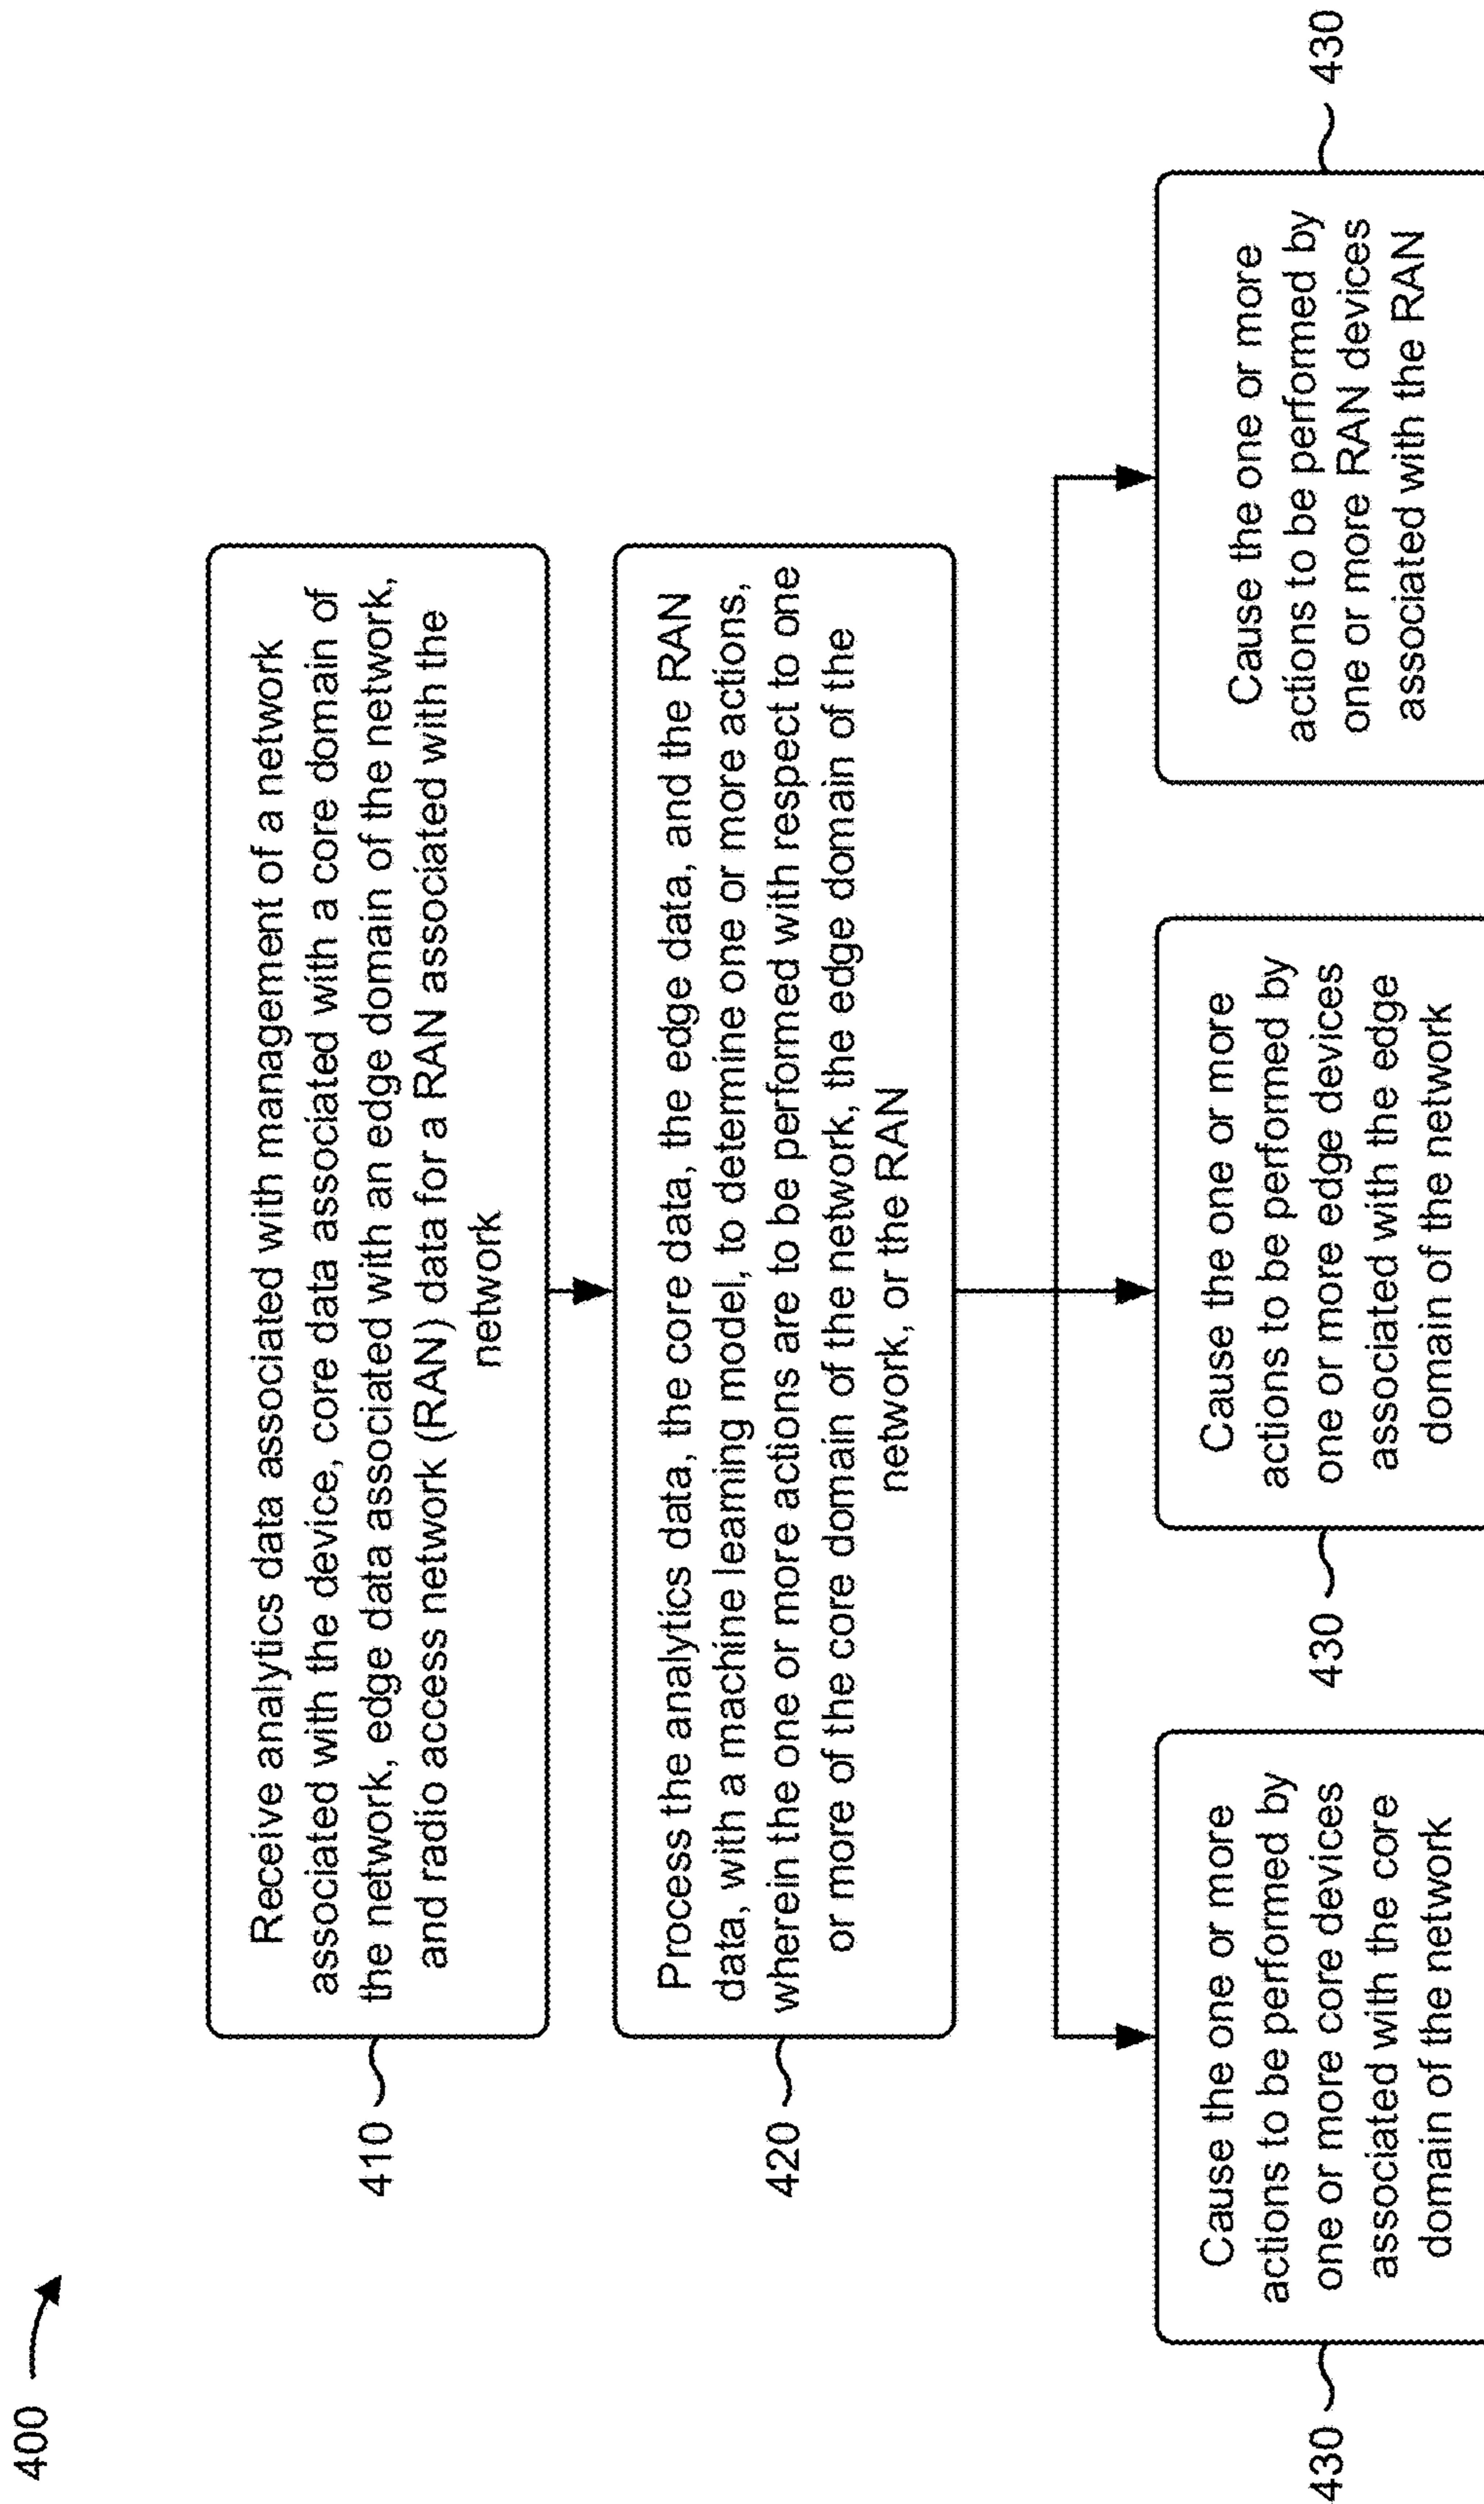 400
410
Receive analytics data associated with management of a network
associated with the device, core data associated with a core domain of
the network, edge data associated with an edge domain of the network,
and radio access network (RAN) data for a RAN associated with the
network
420
Process the analytics data, the core data, the edge data, and the RAN
data, with a machine learning model, to determine one or more actions,
wherein the one or more actions are to be performed with respect to one
or more of the core domain of the network, the edge domain of the
network, or the RAN
430
Cause the one or more
actions to be performed by
one or more core devices
associated with the core
domain of the network
430
Cause the one or more
actions to be performed by
one or more edge devices
associated with the edge
domain of the network
430
Cause the one or more
actions to be performed by
one or more RAN devices
associated with the RAN